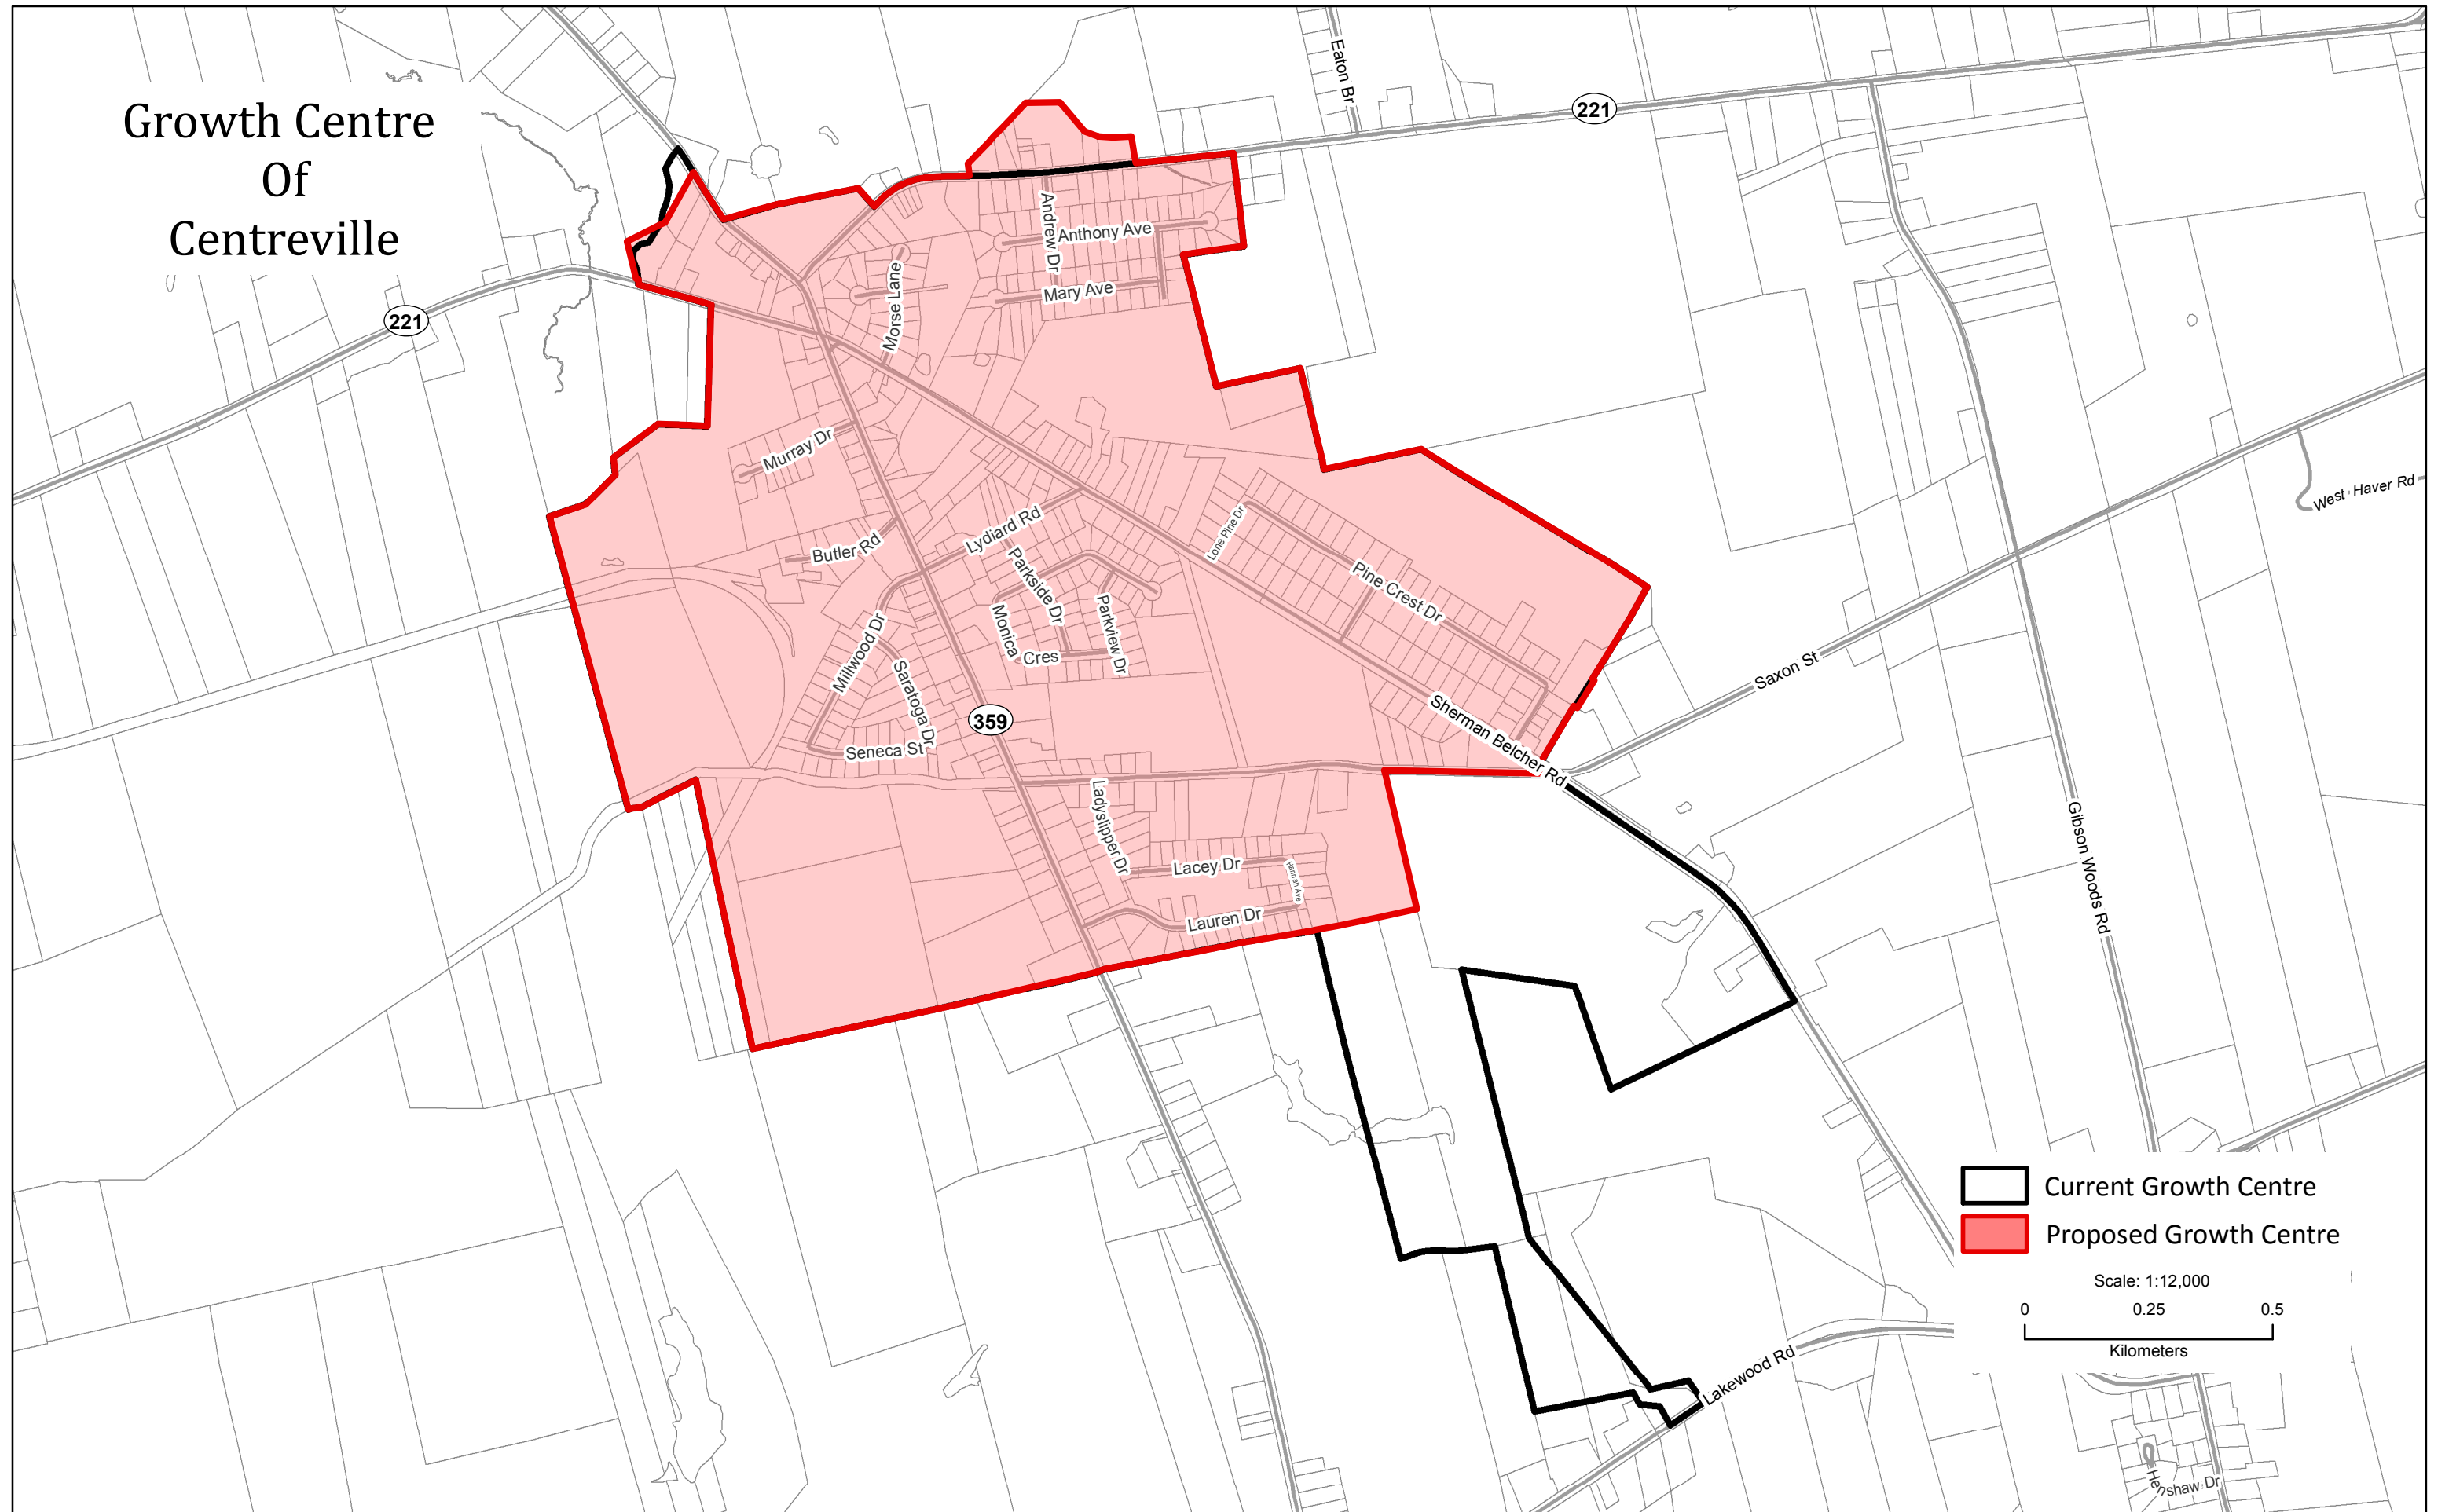 Growth Centre
Of
Centreville
Eaton Br
221
221
Andrew Dr
Anthony Ave
Mary Ave
Morse Lane
Murray Dr
Butler Rd
Lydiard Rd
Parkside Dr
Monica
Cres
Parkview Dr
Lone Pine Dr
Pine Crest Dr
West Haver Rd
Millwood Dr
Saratoga Dr
Seneca St
359
Sherman Belcher Rd
Saxon St
Gibson Woods Rd
Ladyslipper Dr
Lacey Dr
Hannah Ave
Lauren Dr
Lakewood Rd
Current Growth Centre
Proposed Growth Centre
Scale: 1:12,000
0 0.25 0.5
Kilometers
Henshaw Dr